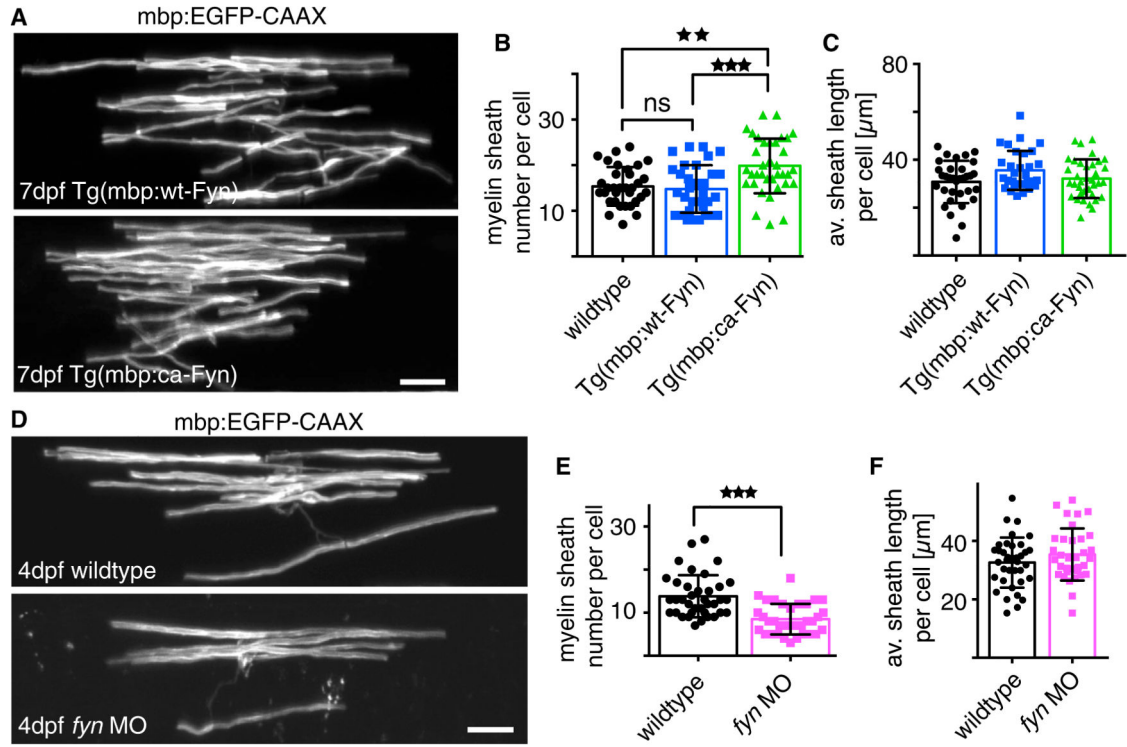 A
mbp:EGFP-CAAX
7dpf Tg(mbp:wt-Fyn)
7dpf Tg(mbp:ca-Fyn)
B
★★
★★★
ns
myelin sheath
number per cell
30
10
wildtype
Tg(mbp:wt-Fyn)
Tg(mbp:ca-Fyn)
C
av. sheath length
per cell [µm]
80
40
wildtype
Tg(mbp:wt-Fyn)
Tg(mbp:ca-Fyn)
D
mbp:EGFP-CAAX
4dpf wildtype
4dpf fyn MO
E
★★★
myelin sheath
number per cell
30
10
wildtype
fyn MO
F
av. sheath length
per cell [µm]
40
20
wildtype
fyn MO